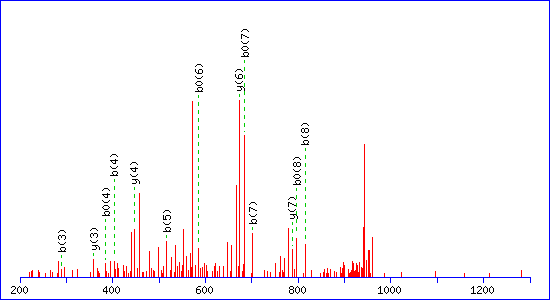 b(3)
y(3)
b0(4)
b(4)
y(4)
b(5)
b0(6)
y(6)
b0(7)
b(7)
y(7)
b0(8)
b(8)
200 400 600 800 1000 1200